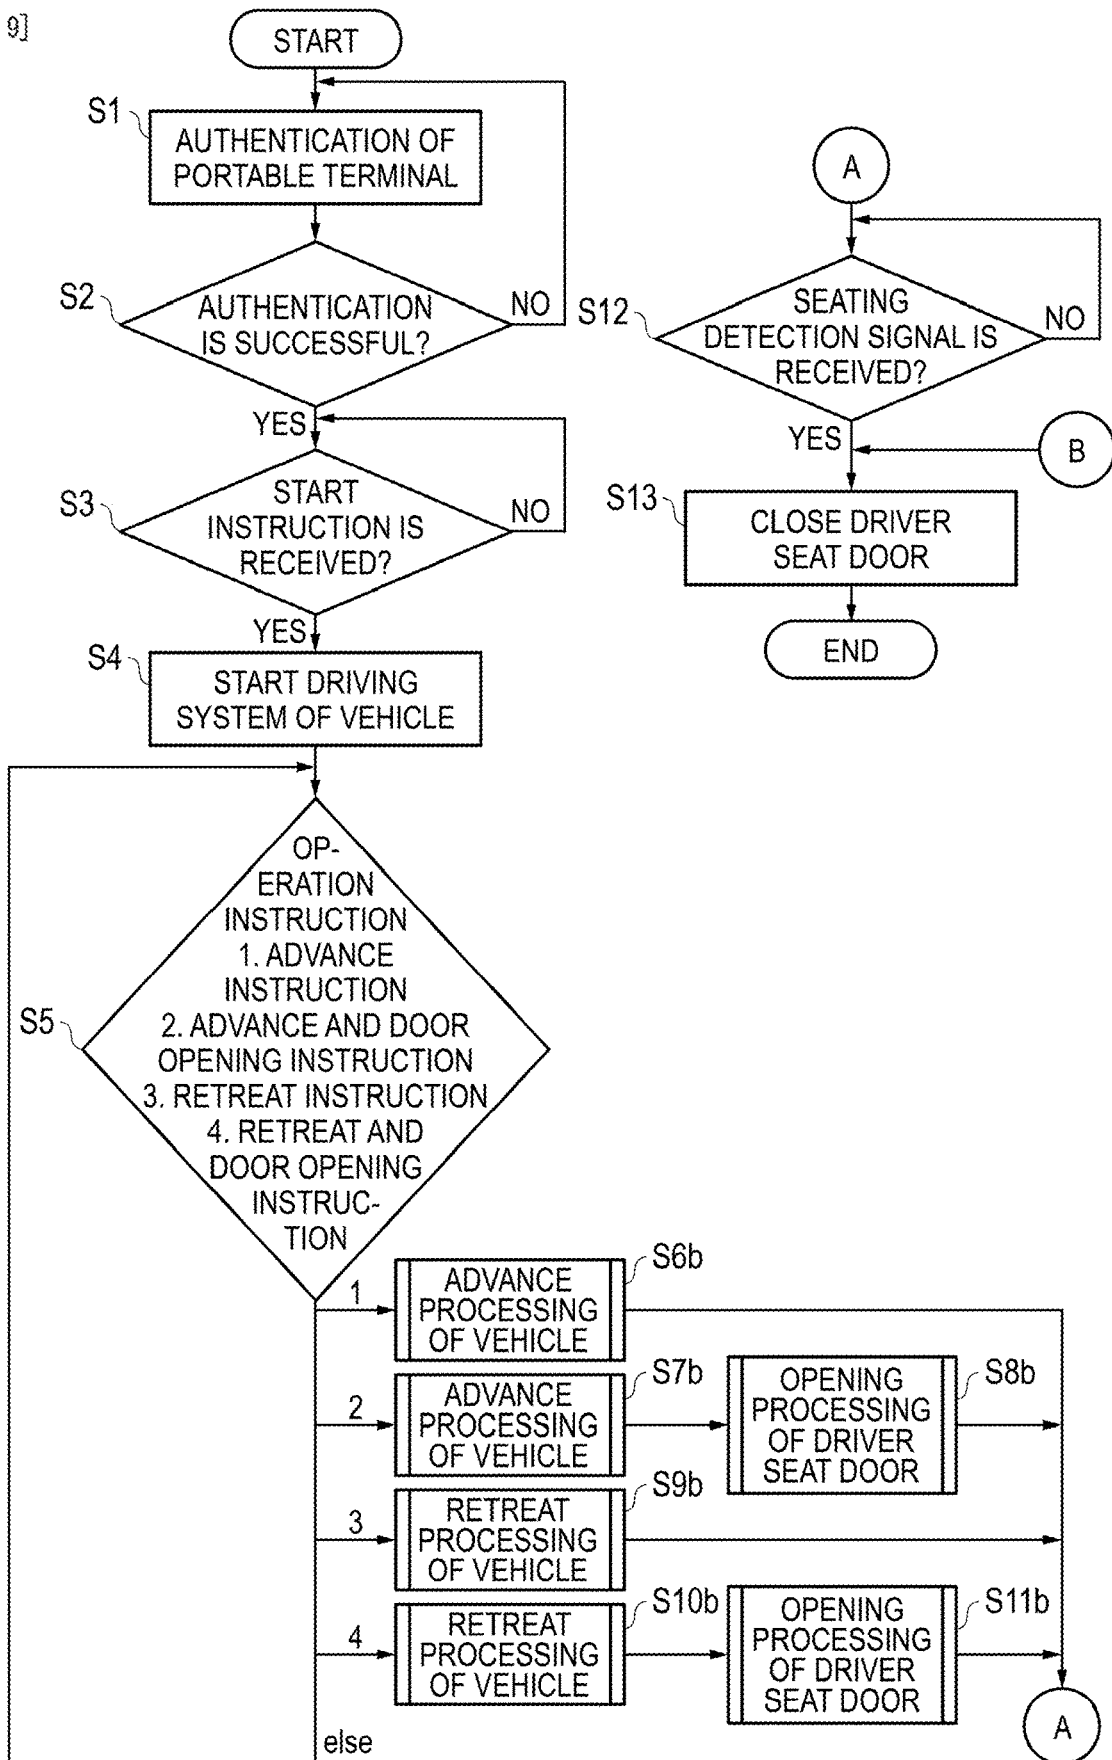 9]
START
S1
AUTHENTICATION OF
PORTABLE TERMINAL
S2
AUTHENTICATION
IS SUCCESSFUL?
NO
YES
S3
START
INSTRUCTION IS
RECEIVED?
NO
YES
S4
START DRIVING
SYSTEM OF VEHICLE
S5
OP-
ERATION
INSTRUCTION
1. ADVANCE
INSTRUCTION
2. ADVANCE AND DOOR
OPENING INSTRUCTION
3. RETREAT INSTRUCTION
4. RETREAT AND
DOOR OPENING
INSTRUC-
TION
1
ADVANCE
PROCESSING
OF VEHICLE
S6b
2
ADVANCE
PROCESSING
OF VEHICLE
S7b
OPENING
PROCESSING
OF DRIVER
SEAT DOOR
S8b
3
RETREAT
PROCESSING
OF VEHICLE
S9b
4
RETREAT
PROCESSING
OF VEHICLE
S10b
OPENING
PROCESSING
OF DRIVER
SEAT DOOR
S11b
else
A
A
S12
SEATING
DETECTION SIGNAL IS
RECEIVED?
NO
YES
B
S13
CLOSE DRIVER
SEAT DOOR
END